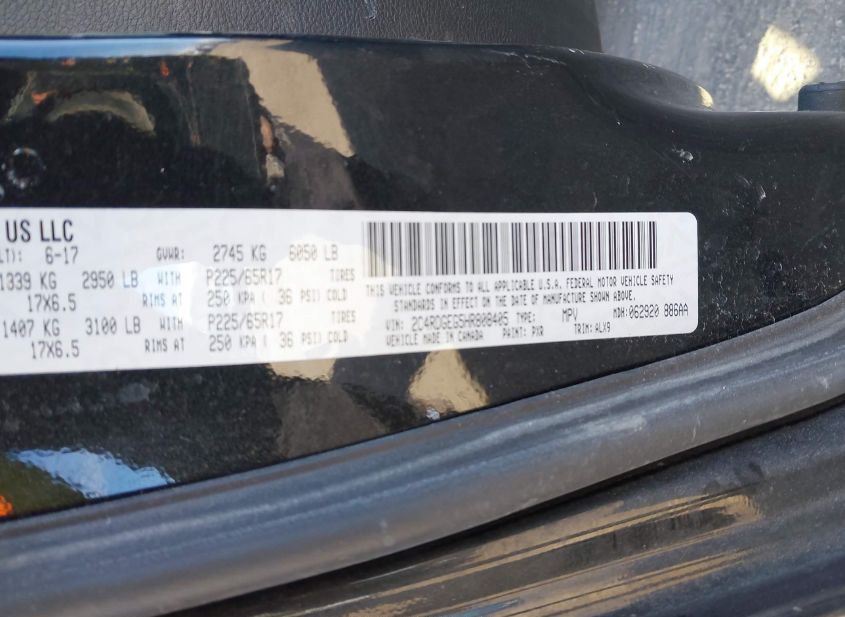 US LLC
LT): 6-17 GVWR: 2745 KG 6050 LB
1339 KG 2950 LB WITH P225/65R17 TIRES
17X6.5 RIMS AT 250 KPA ( 36 PSI) COLD
1407 KG 3100 LB WITH P225/65R17 TIRES
17X6.5 RIMS AT 250 KPA ( 36 PSI) COLD
THIS VEHICLE CONFORMS TO ALL APPLICABLE U.S.A. FEDERAL MOTOR VEHICLE SAFETY
STANDARDS IN EFFECT ON THE DATE OF MANUFACTURE SHOWN ABOVE.
VIN: 2C4RDGEG5HR808405 TYPE: MPV MDH:062920 886AA
VEHICLE MADE IN CANADA PAINT: PXR TRIM: ALX9